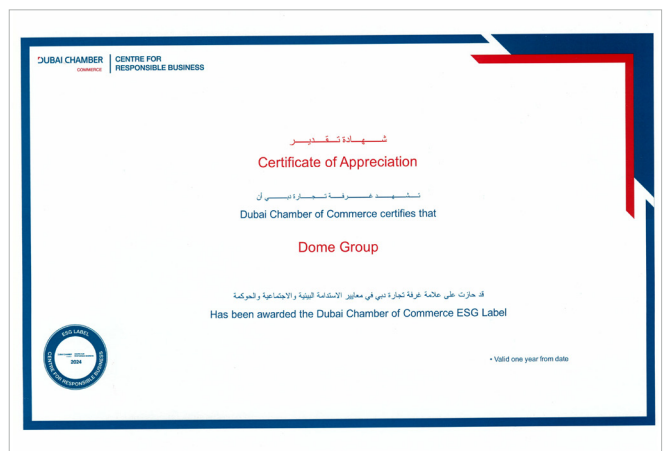 DUBAI CHAMBER
COMMERCE
CENTRE FOR
RESPONSIBLE BUSINESS
شـــهـــادة تـــقـــديـــر
Certificate of Appreciation
تـــشـــهـــد غـــرفـــة تـــجـــارة دبـــي أن
Dubai Chamber of Commerce certifies that
Dome Group
قد حازت على علامة غرفة تجارة دبي في معايير الاستدامة البيئية والاجتماعية والحوكمة
Has been awarded the Dubai Chamber of Commerce ESG Label
ESG LABEL
2024
CENTRE FOR RESPONSIBLE BUSINESS
• Valid one year from date